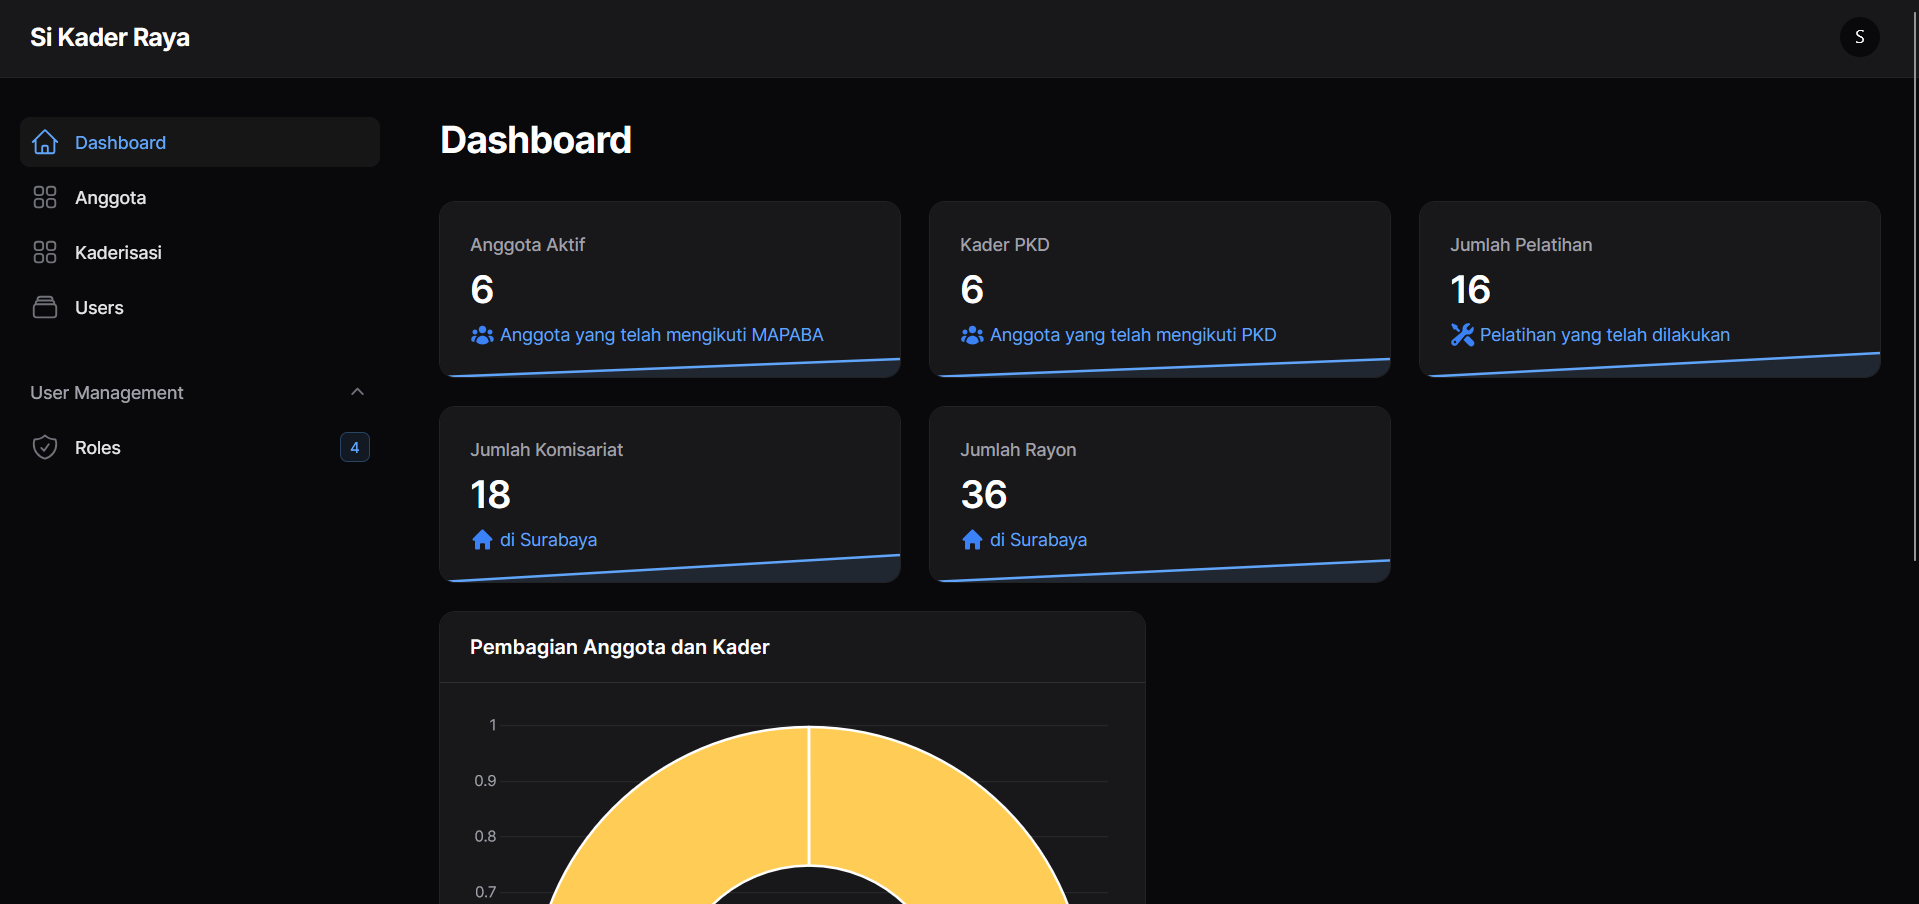 Si Kader Raya
S
Dashboard
Anggota
Kaderisasi
Users
User Management
Roles
4
Dashboard
Anggota Aktif
6
Anggota yang telah mengikuti MAPABA
Kader PKD
6
Anggota yang telah mengikuti PKD
Jumlah Pelatihan
16
Pelatihan yang telah dilakukan
Jumlah Komisariat
18
di Surabaya
Jumlah Rayon
36
di Surabaya
Pembagian Anggota dan Kader
1
0.9
0.8
0.7